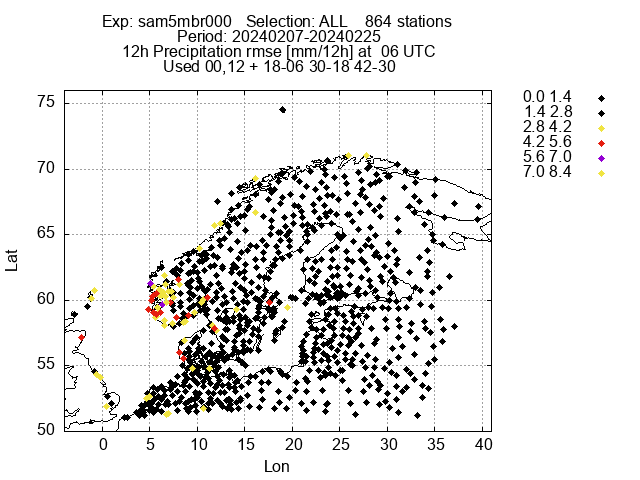 Exp: sam5mbr000 Selection: ALL 864 stations
Period: 20240207-20240225
12h Precipitation rmse [mm/12h] at 06 UTC
Used 00,12 + 18-06 30-18 42-30
0.0 1.4
1.4 2.8
2.8 4.2
4.2 5.6
5.6 7.0
7.0 8.4
75
70
65
60
55
50
Lat
0 5 10 15 20 25 30 35 40
Lon